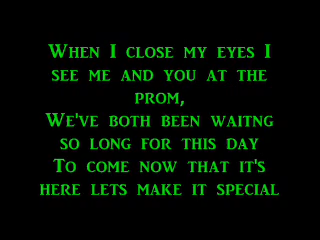 When I close my eyes I
see me and you at the
prom,
We've both been waitng
so long for this day
To come now that it's
here lets make it special